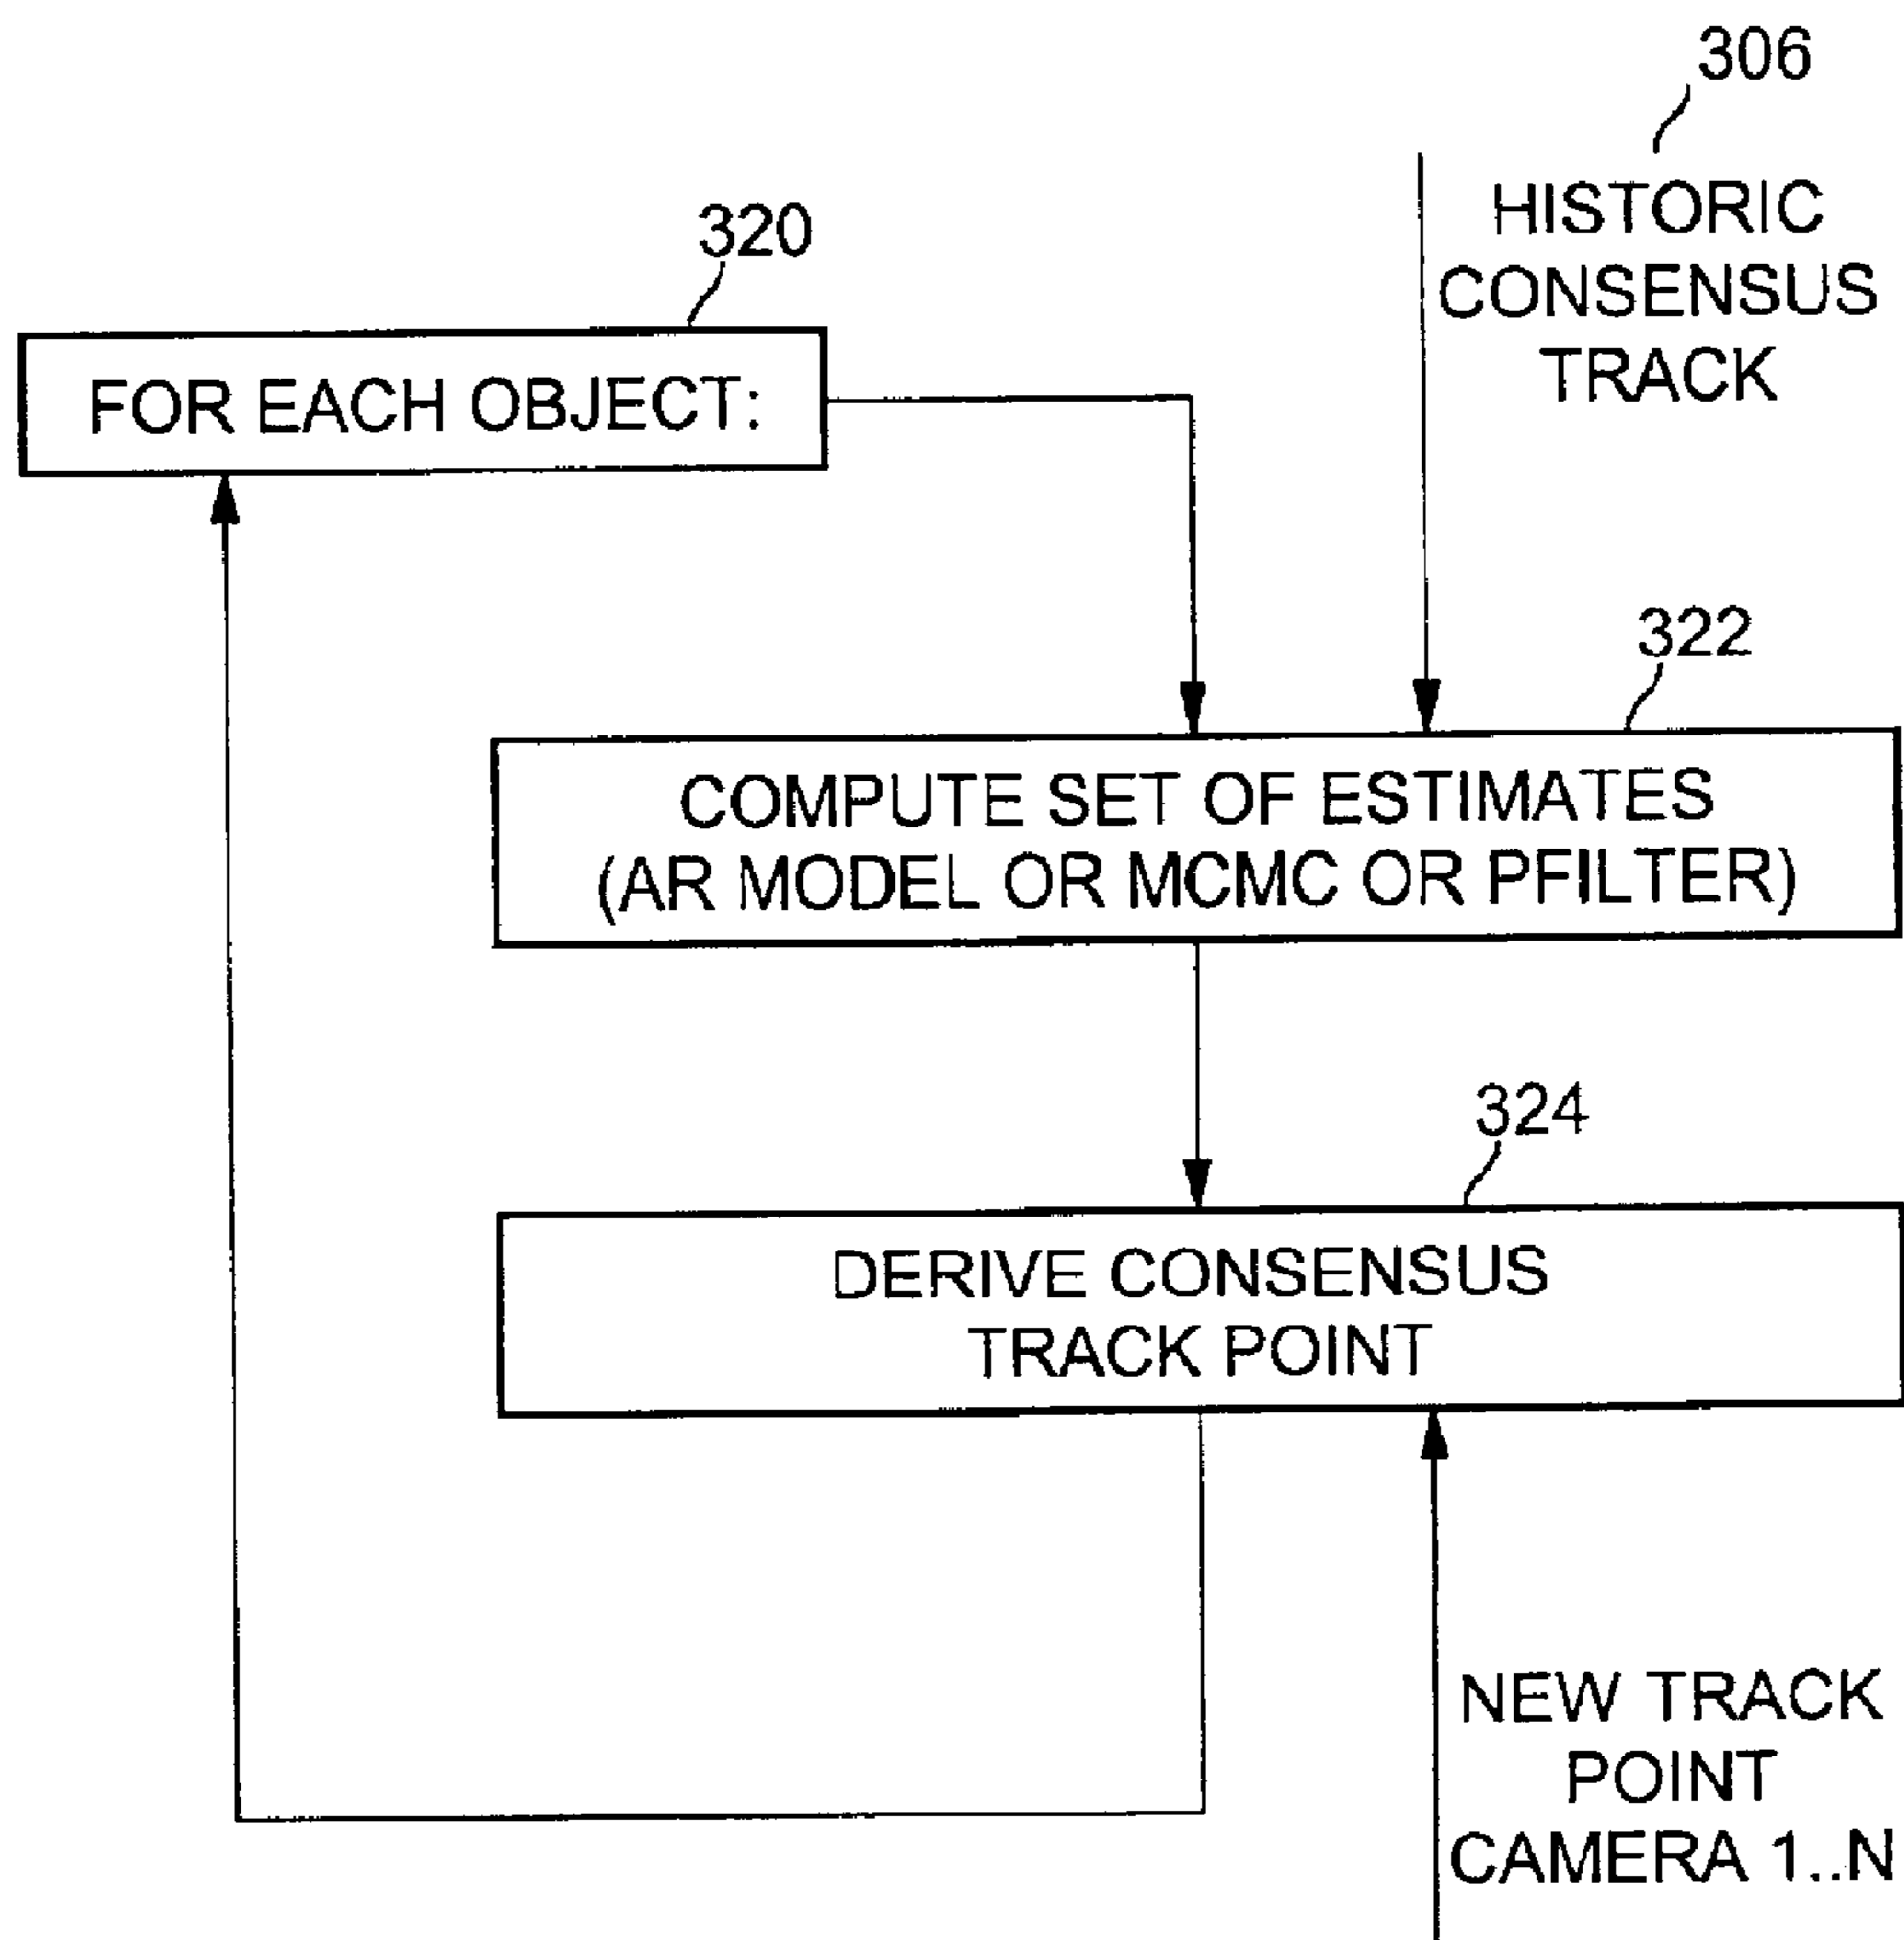 306
HISTORIC
CONSENSUS
TRACK
320
FOR EACH OBJECT:
322
COMPUTE SET OF ESTIMATES
(AR MODEL OR MCMC OR PFILTER)
324
DERIVE CONSENSUS
TRACK POINT
NEW TRACK
POINT
CAMERA 1..N